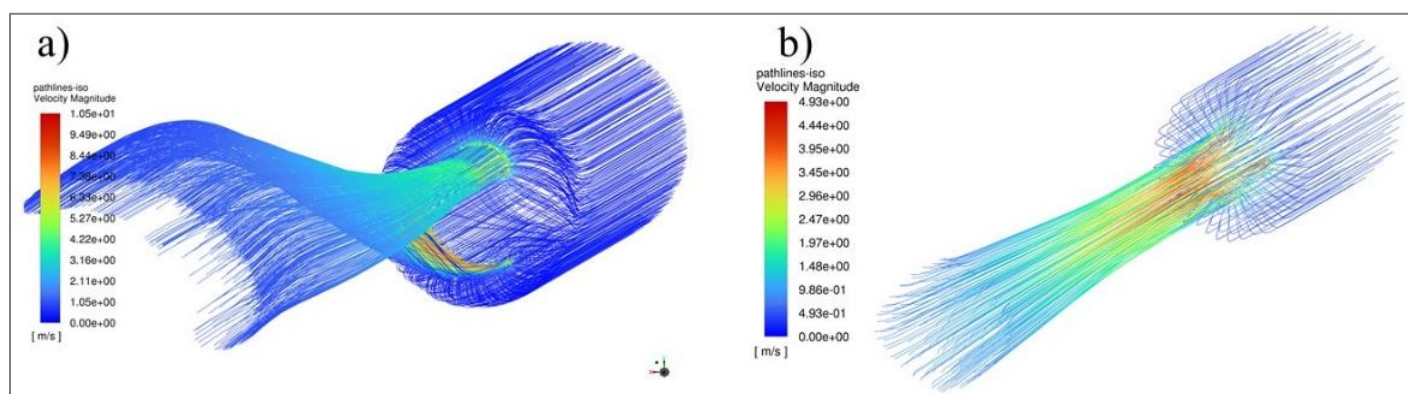 a)
pathlines-iso
Velocity Magnitude
1.05e+01
9.49e+00
8.44e+00
7.38e+00
6.33e+00
5.27e+00
4.22e+00
3.16e+00
2.11e+00
1.05e+00
0.00e+00
[ m/s ]
b)
pathlines-iso
Velocity Magnitude
4.93e+00
4.44e+00
3.95e+00
3.45e+00
2.96e+00
2.47e+00
1.97e+00
1.48e+00
9.86e-01
4.93e-01
0.00e+00
[ m/s ]